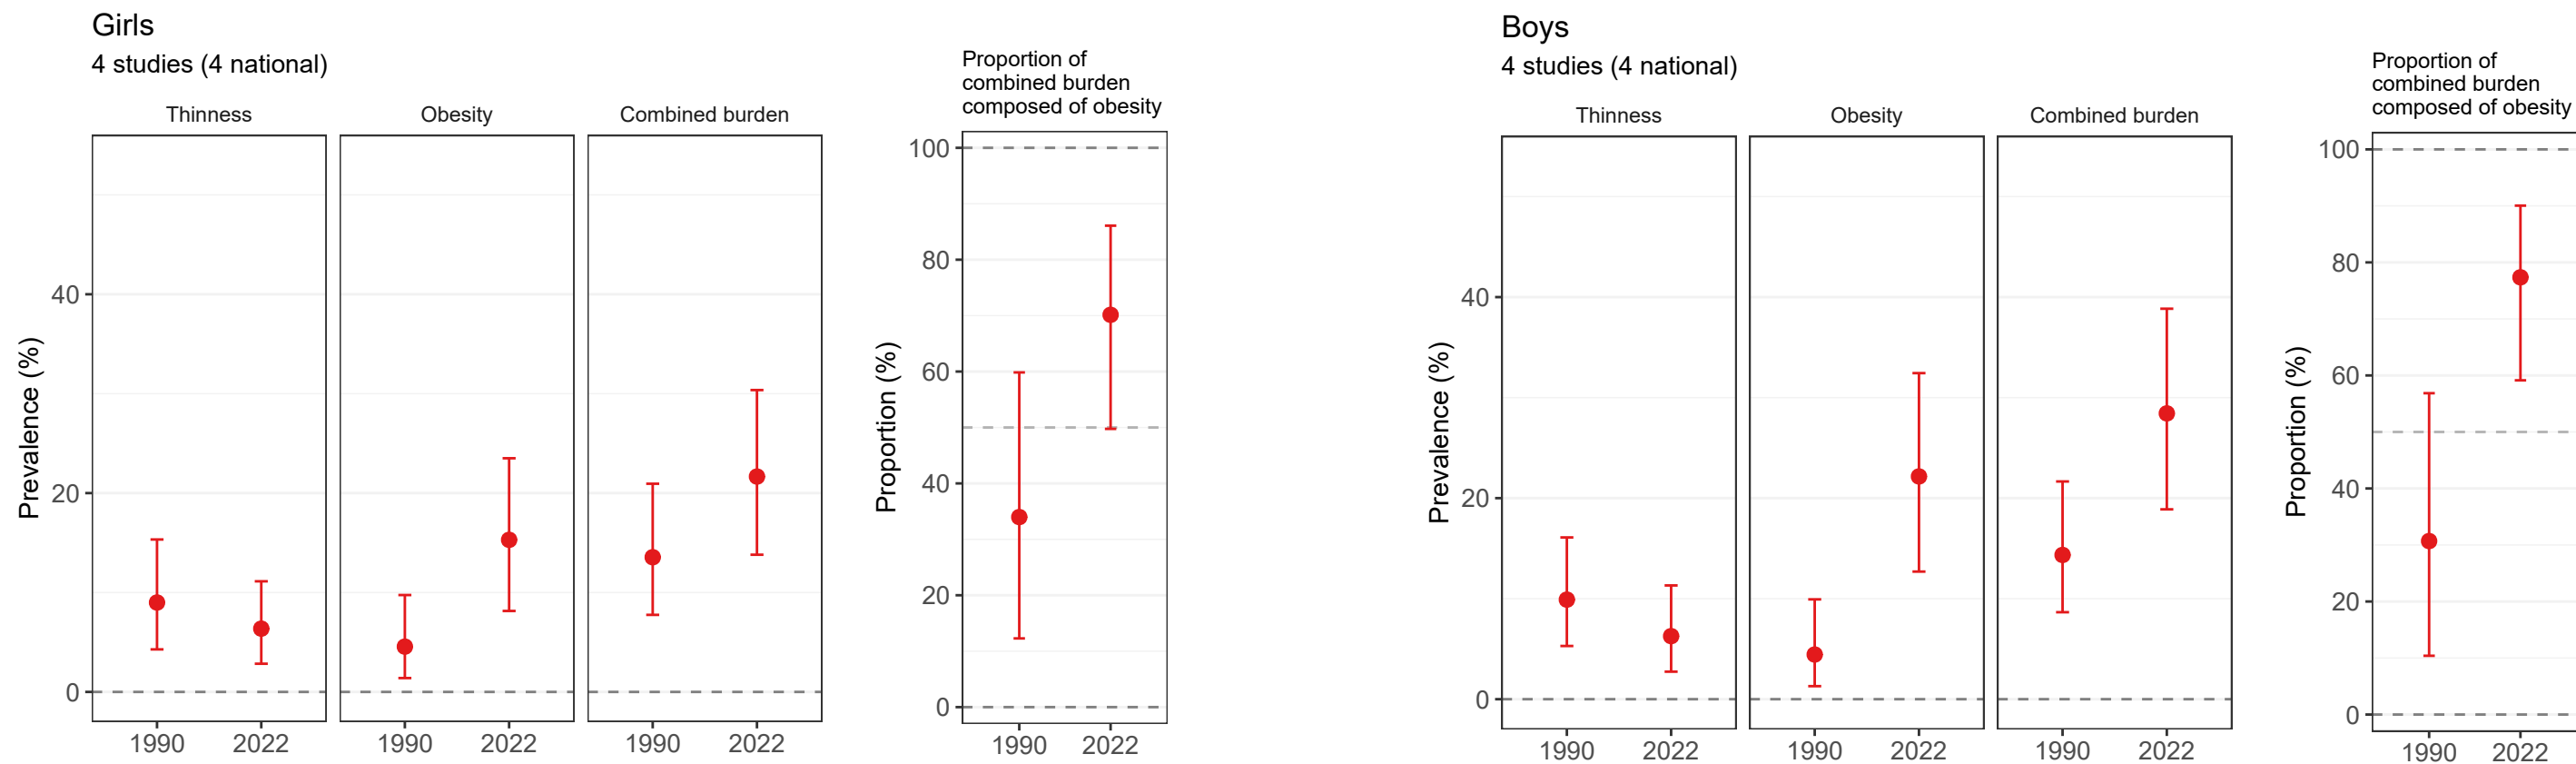 Girls
4 studies (4 national)
Thinness
Obesity
Combined burden
Prevalence (%)
40
20
0
1990
2022
1990
2022
1990
2022
Proportion of
combined burden
composed of obesity
Proportion (%)
100
80
60
40
20
0
1990
2022
Boys
4 studies (4 national)
Thinness
Obesity
Combined burden
Prevalence (%)
40
20
0
1990
2022
1990
2022
1990
2022
Proportion of
combined burden
composed of obesity
Proportion (%)
100
80
60
40
20
0
1990
2022